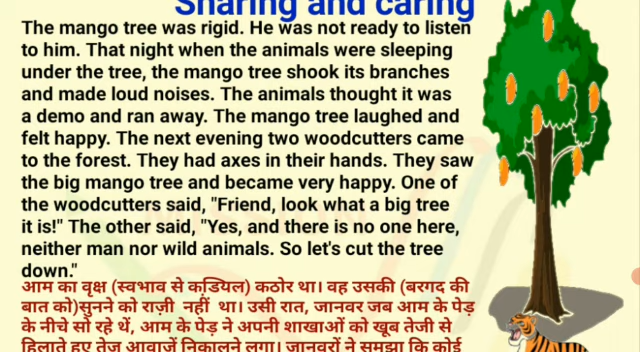 Sharing and caring
The mango tree was rigid. He was not ready to listen
to him. That night when the animals were sleeping
under the tree, the mango tree shook its branches
and made loud noises. The animals thought it was
a demo and ran away. The mango tree laughed and
felt happy. The next evening two woodcutters came
to the forest. They had axes in their hands. They saw
the big mango tree and became very happy. One of
the woodcutters said, "Friend, look what a big tree
it is!" The other said, "Yes, and there is no one here,
neither man nor wild animals. So let's cut the tree
down."
आम का वृक्ष (स्वभाव से कडियल) कठोर था। वह उसकी (बरगद की
बात को)सुनने को राज़ी नहीं था। उसी रात, जानवर जब आम के पेड़
के नीचे सो रहे थें, आम के पेड़ ने अपनी शाखाओं को खूब तेजी से
हिलाते हुए तेज आवाजें निकालने लगा। जानवरों ने समझा कि कोई